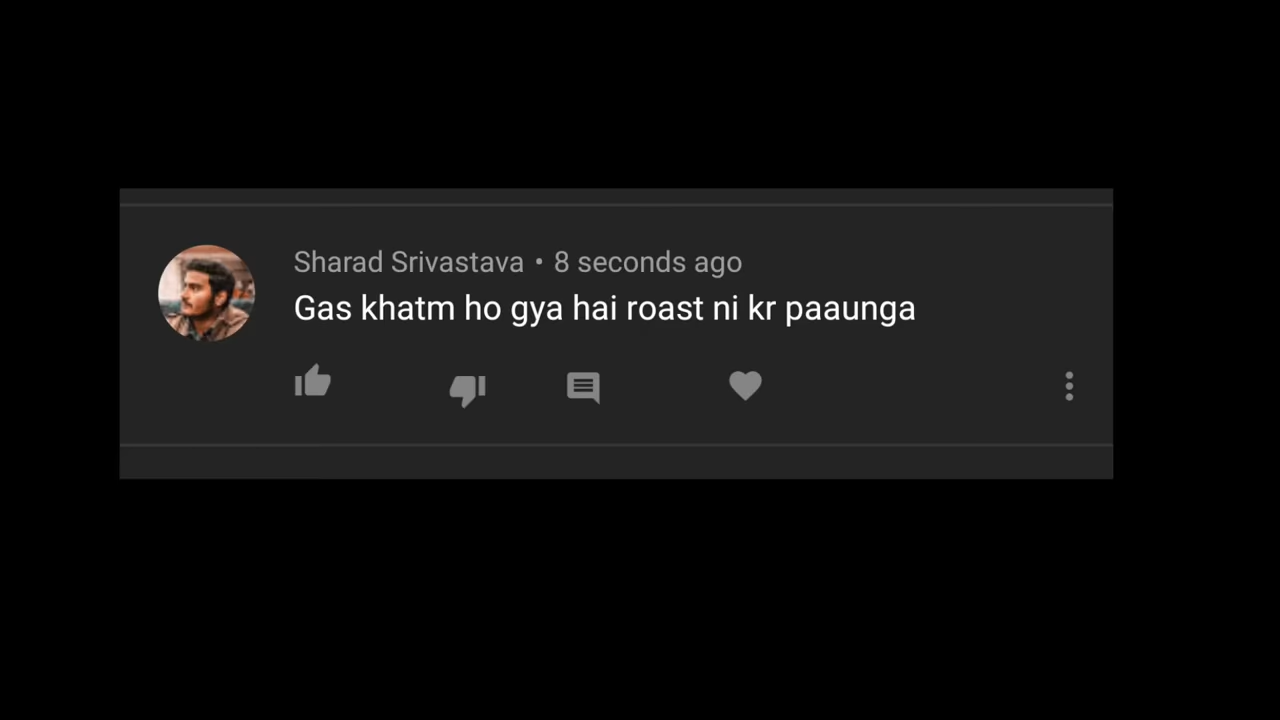 Sharad Srivastava • 8 seconds ago
Gas khatm ho gya hai roast ni kr paaunga